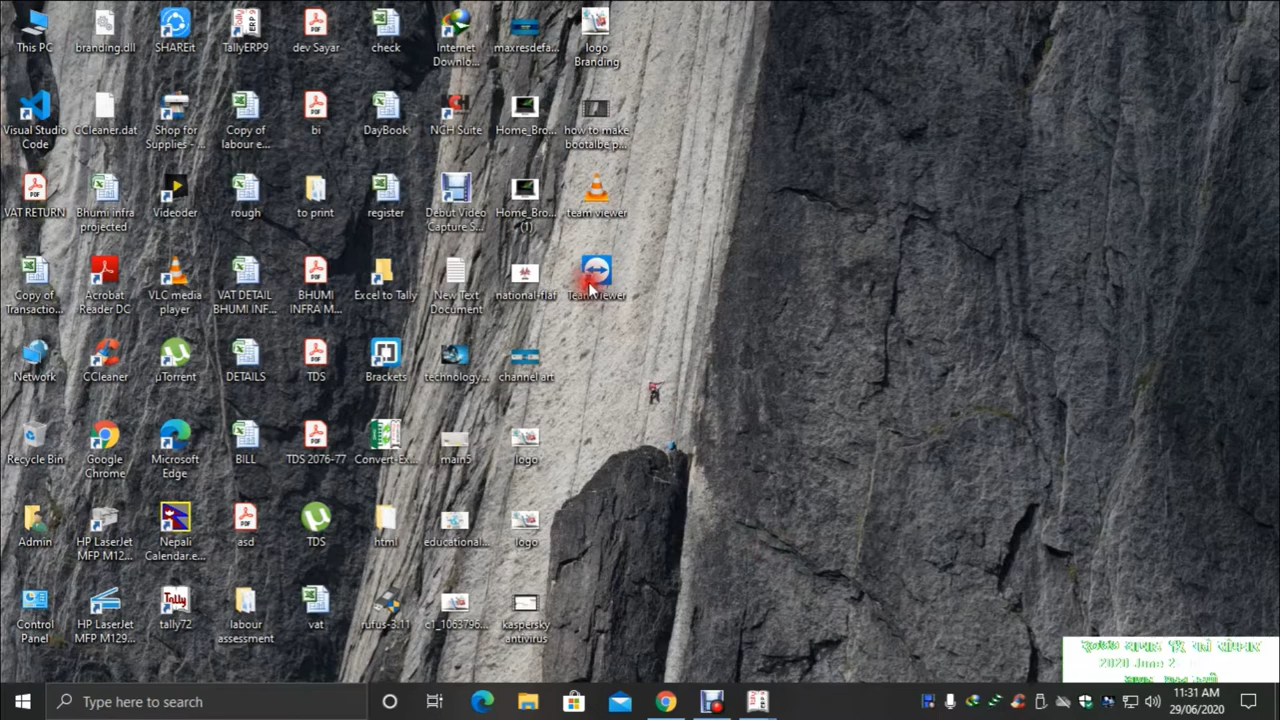 This PC
branding.dll
SHAREit
TallyERP9
dev Sayar
check
Internet
Downlo...
maxresdefa...
logo
Branding
Visual Studio
Code
CCleaner.dat
Shop for
Supplies - ...
Copy of
labour e...
bi
DayBook
NCH Suite
Home_Bro...
how to make
bootalbe p...
VAT RETURN
Bhumi infra
projected
Videoder
rough
to print
register
Debut Video
Capture S...
Home_Bro...
(1)
team viewer
Copy of
Transactio...
Acrobat
Reader DC
VLC media
player
VAT DETAIL
BHUMI INF...
BHUMI
INFRA M...
Excel to Tally
New Text
Document
national-flaf
TeamViewer
Network
CCleaner
µTorrent
DETAILS
TDS
Brackets
technology...
channel art
Recycle Bin
Google
Chrome
Microsoft
Edge
BILL
TDS 2076-77
Convert-Ex...
main5
logo
Admin
HP LaserJet
MFP M12...
Nepali
Calendar.e...
asd
TDS
html
educational...
logo
Control
Panel
HP LaserJet
MFP M129...
tally72
labour
assessment
vat
rufus-3.11
c1_1063796...
kaspersky
antivirus
2020 June 2
Type here to search
11:31 AM
29/06/2020